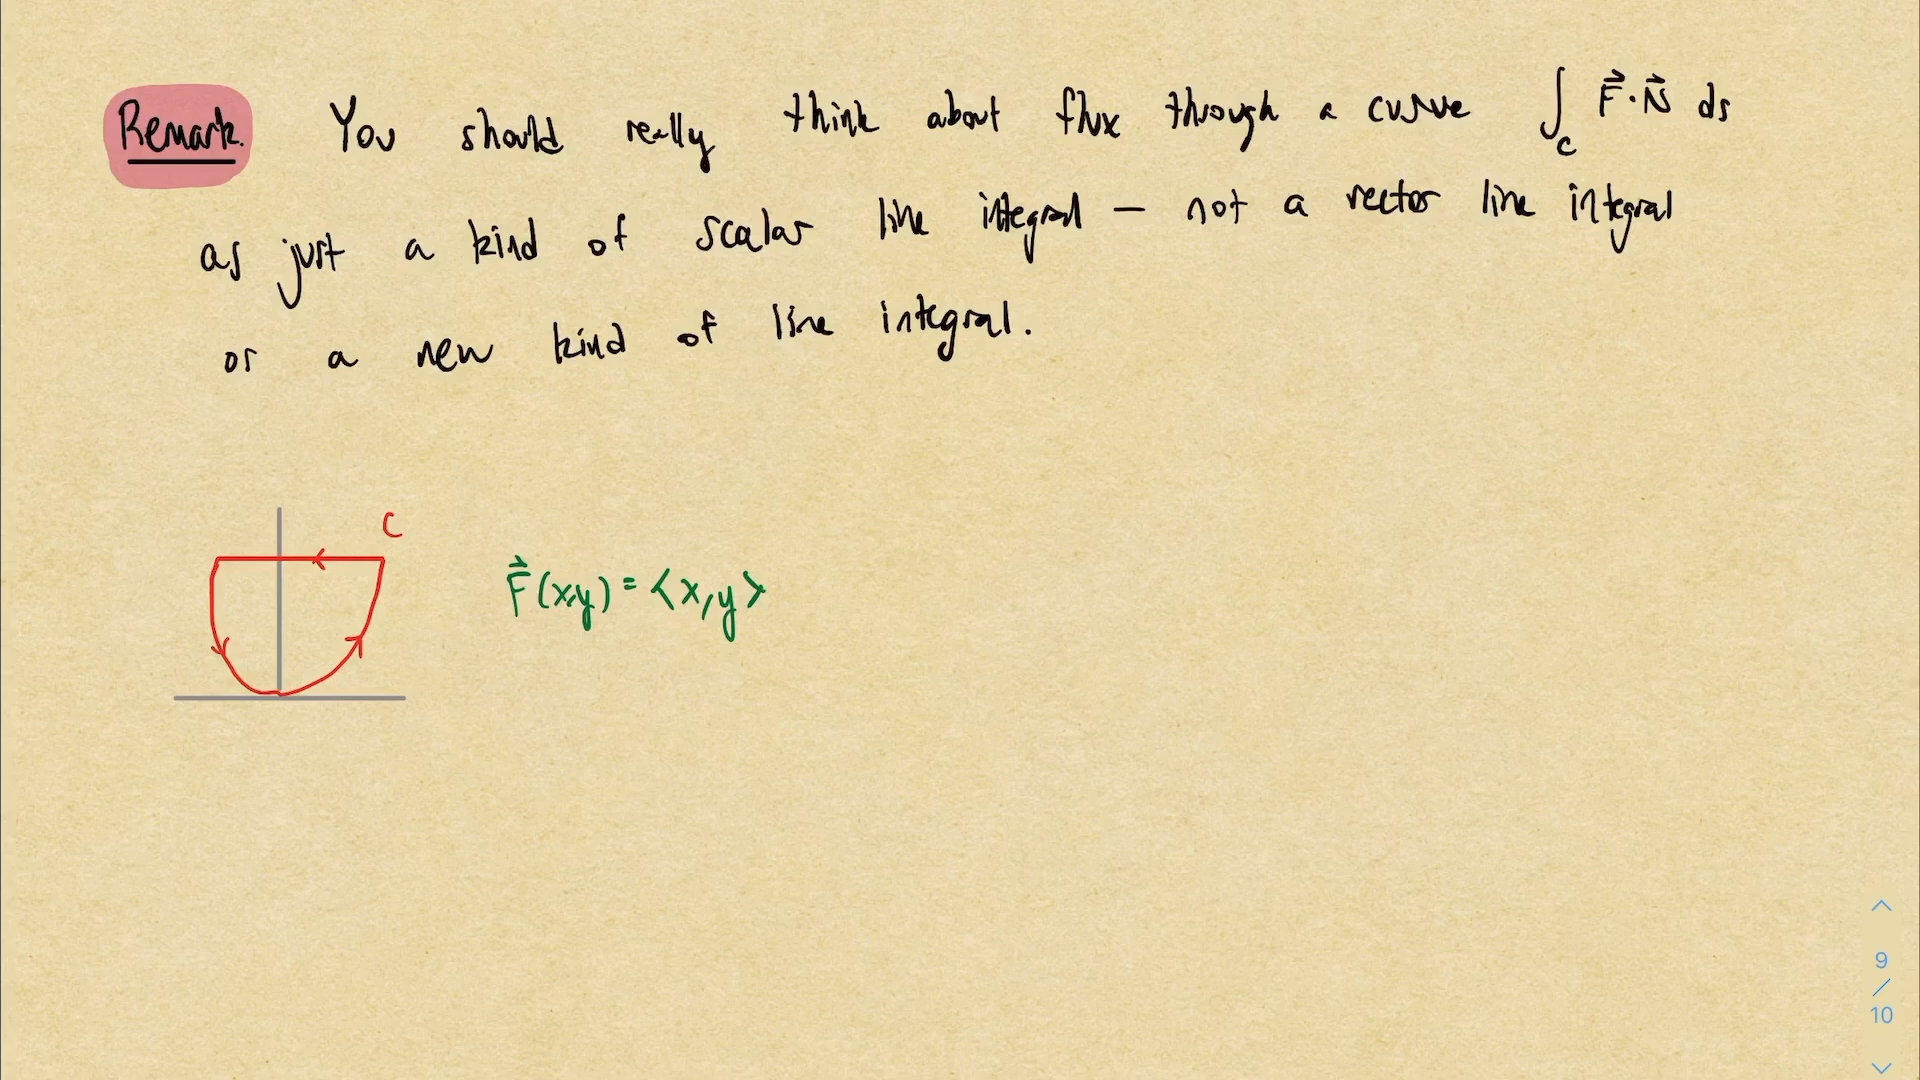 Remark. You should really think about flux through a curve ∫_C F⃗·N⃗ ds
as just a kind of scalar line integral — not a vector line integral
or a new kind of line integral.
C
F⃗(x,y) = <x,y>
9
/
10